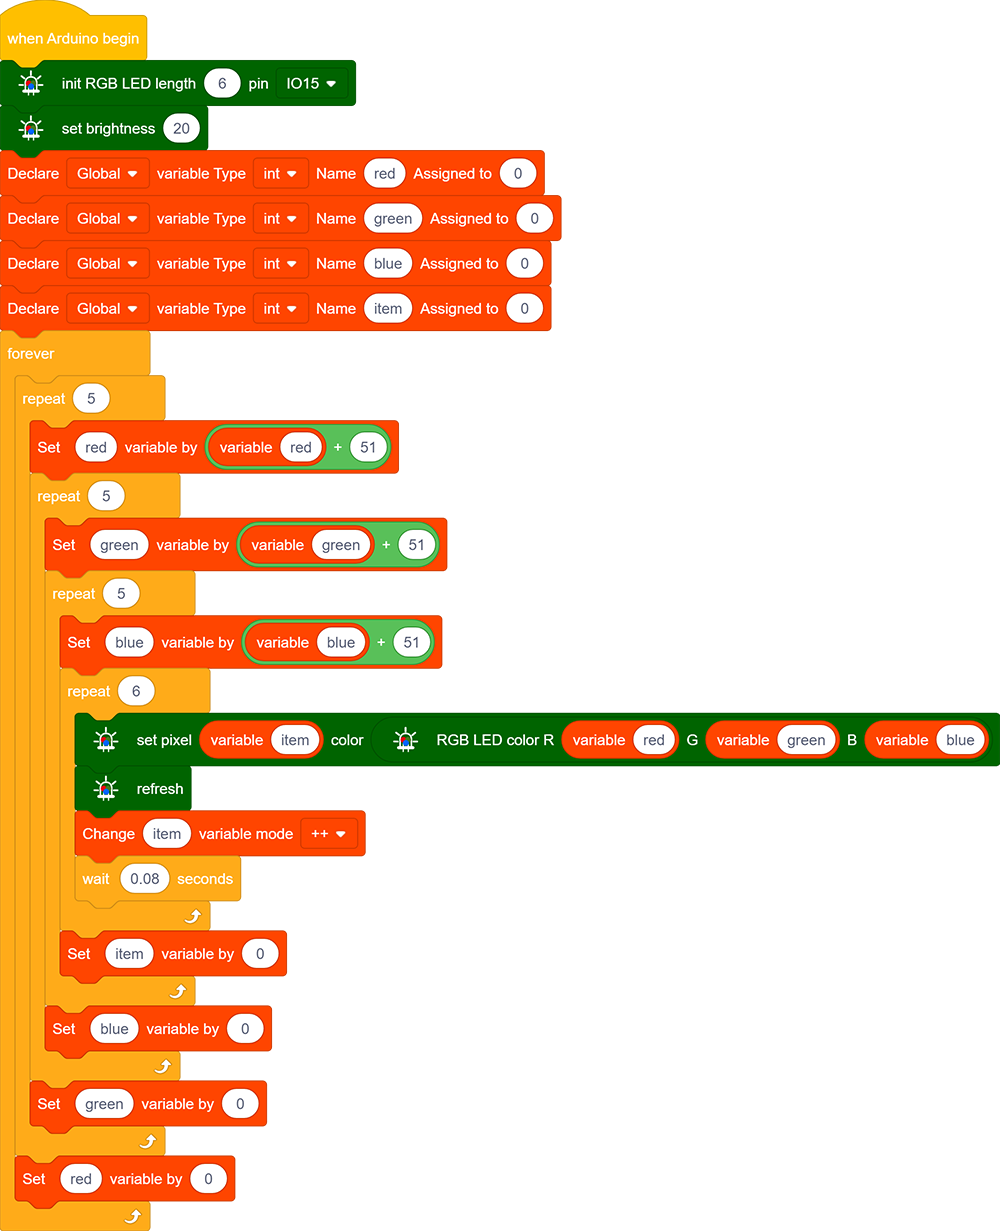 when Arduino begin
init RGB LED length 6 pin IO15
set brightness 20
Declare Global variable Type int Name red Assigned to 0
Declare Global variable Type int Name green Assigned to 0
Declare Global variable Type int Name blue Assigned to 0
Declare Global variable Type int Name item Assigned to 0
forever
repeat 5
Set red variable by variable red + 51
repeat 5
Set green variable by variable green + 51
repeat 5
Set blue variable by variable blue + 51
repeat 6
set pixel variable item color RGB LED color R variable red G variable green B variable blue
refresh
Change item variable mode ++
wait 0.08 seconds
Set item variable by 0
Set blue variable by 0
Set green variable by 0
Set red variable by 0